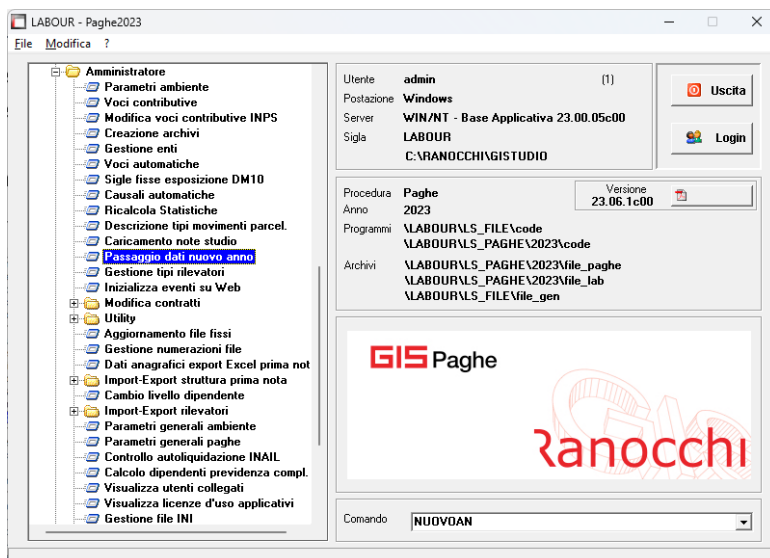 LABOUR - Paghe2023
File Modifica ?
Amministratore
Parametri ambiente
Voci contributive
Modifica voci contributive INPS
Creazione archivi
Gestione enti
Voci automatiche
Sigle fisse esposizione DM10
Causali automatiche
Ricalcola Statistiche
Descrizione tipi movimenti parcel.
Caricamento note studio
Passaggio dati nuovo anno
Gestione tipi rilevatori
Inizializza eventi su Web
Modifica contratti
Utility
Aggiornamento file fissi
Gestione numerazioni file
Dati anagrafici export Excel prima not
Import-Export struttura prima nota
Cambio livello dipendente
Import-Export rilevatori
Parametri generali ambiente
Parametri generali paghe
Controllo autoliquidazione INAIL
Calcolo dipendenti previdenza compl.
Visualizza utenti collegati
Visualizza licenze d'uso applicativi
Gestione file INI
Utente admin (1)
Postazione Windows
Server WIN/NT - Base Applicativa 23.00.05c00
Sigla LABOUR
C:\RANOCCHI\GISTUDIO
Uscita
Login
Procedura Paghe
Anno 2023
Programmi \LABOUR\LS_FILE\code
\LABOUR\LS_PAGHE\2023\code
Archivi \LABOUR\LS_PAGHE\2023\file_paghe
\LABOUR\LS_PAGHE\2023\file_lab
\LABOUR\LS_FILE\file_gen
Versione
23.06.1c00
GIS Paghe
Ranocchi
Comando NUOVOAN